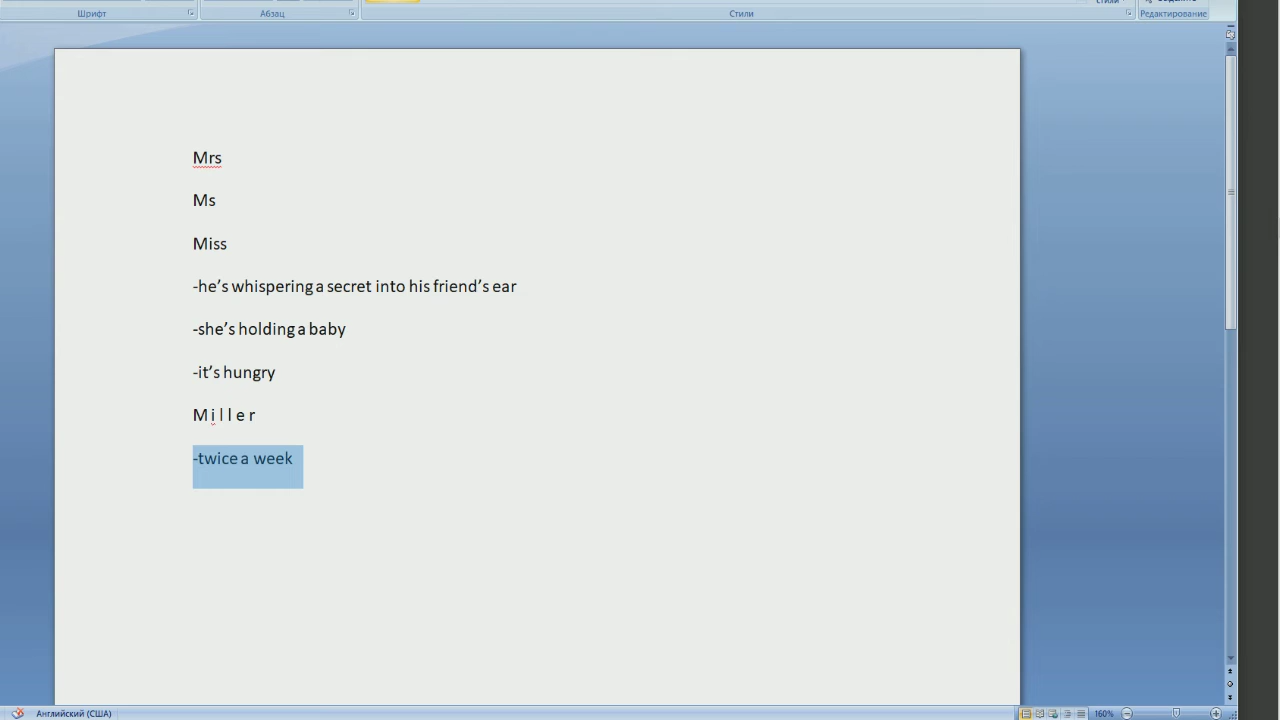 Шрифт Абзац Стили Редактирование
Mrs
Ms
Miss
-he’s whispering a secret into his friend’s ear
-she’s holding a baby
-it’s hungry
M i l l e r
-twice a week
Английский (США) 160%